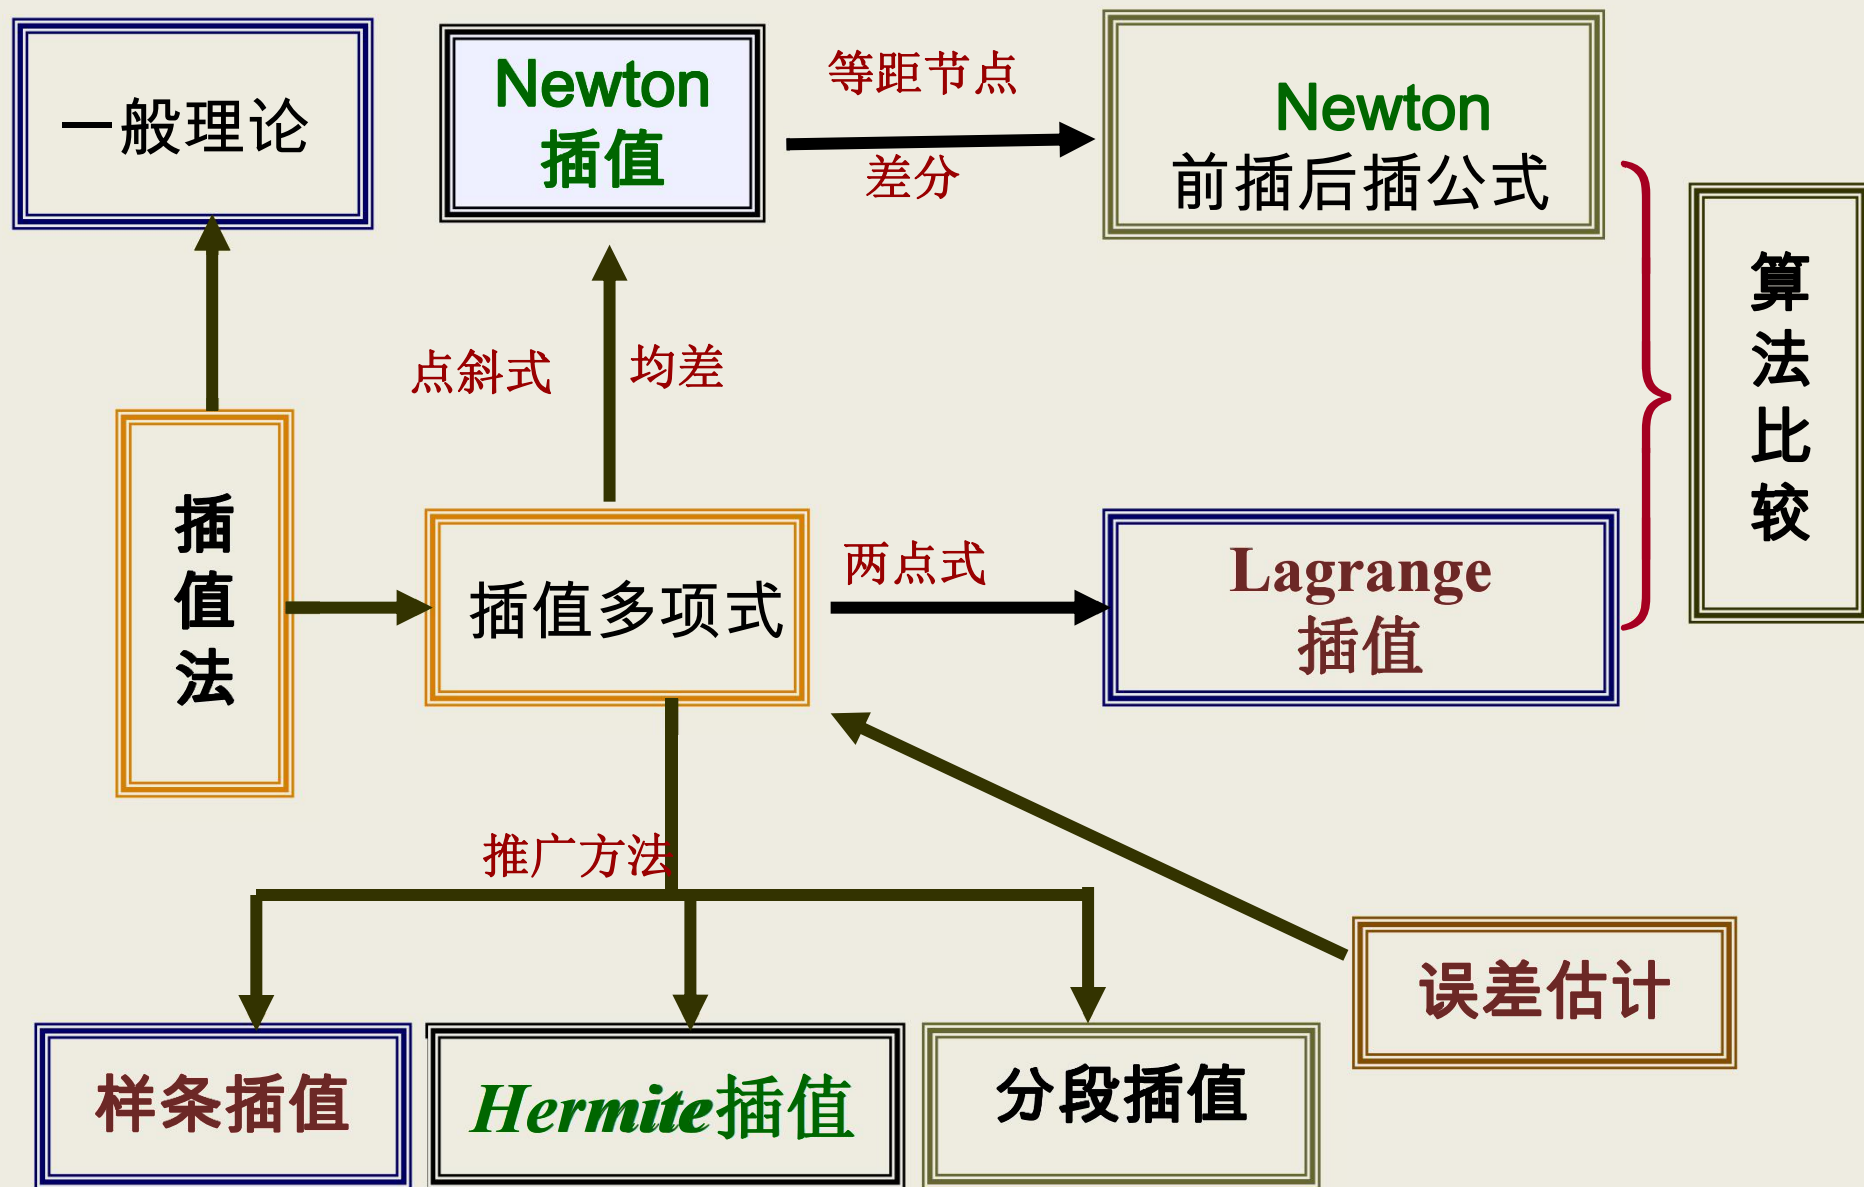 一般理论
Newton
插值
等距节点
差分
Newton
前插后插公式
算
法
比
较
点斜式
均差
插
值
法
插值多项式
两点式
Lagrange
插值
推广方法
误差估计
样条插值
Hermite插值
分段插值